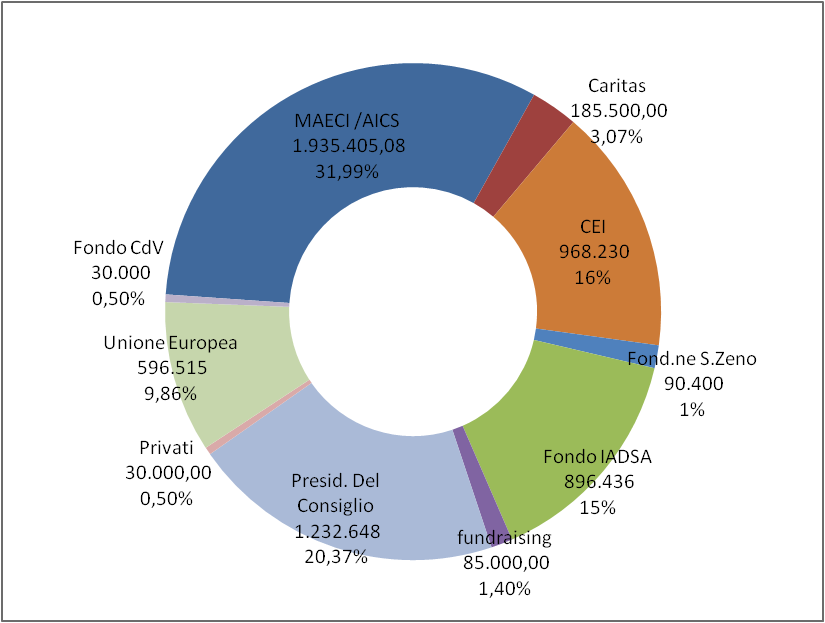 MAECI /AICS
1.935.405,08
31,99%
Caritas
185.500,00
3,07%
CEI
968.230
16%
Fond.ne S.Zeno
90.400
1%
Fondo IADSA
896.436
15%
fundraising
85.000,00
1,40%
Presid. Del
Consiglio
1.232.648
20,37%
Privati
30.000,00
0,50%
Unione Europea
596.515
9,86%
Fondo CdV
30.000
0,50%